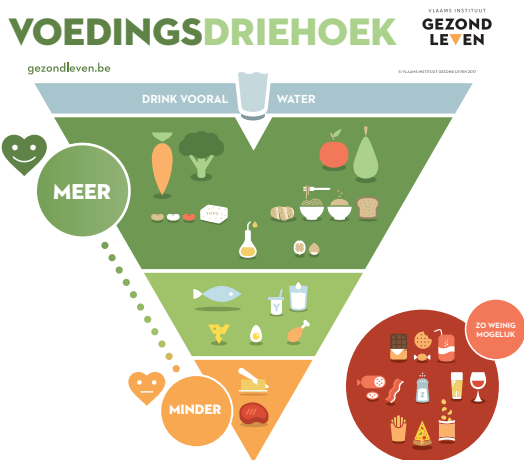 VOEDINGSDRIEHOEK
VLAAMS INSTITUUT
GEZOND
LEVEN
gezondleven.be
© VLAAMS INSTITUUT GEZOND LEVEN 2017
DRINK VOORAL WATER
MEER
TOFU
ZO WEINIG
MOGELIJK
MINDER
Z